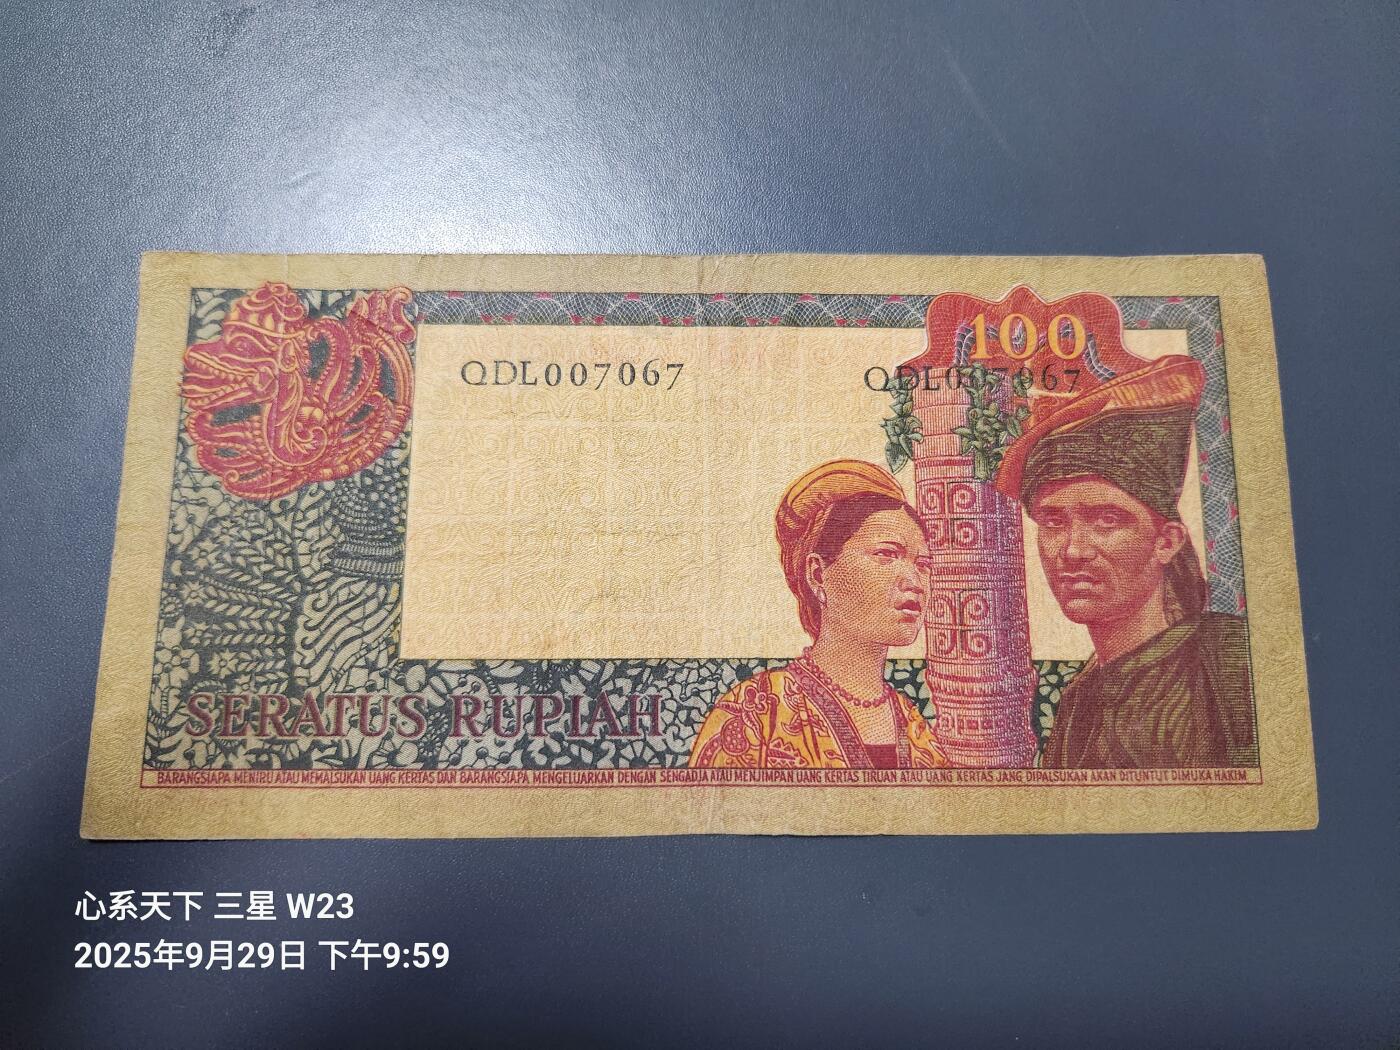 100
QDL007067 QDL007067
SERATUS RUPIAH
BARANGSIAPA MENIRU ATAU MEMALSUKAN UANG KERTAS DAN BARANGSIAPA MENGELUARKAN DENGAN SENGADJA ATAU MENJIMPAN UANG KERTAS TIRUAN ATAU UANG KERTAS JANG DIPALSUKAN AKAN DITUNTUT DIMUKA HAKIM
心系天下 三星 W23
2025年9月29日 下午9:59